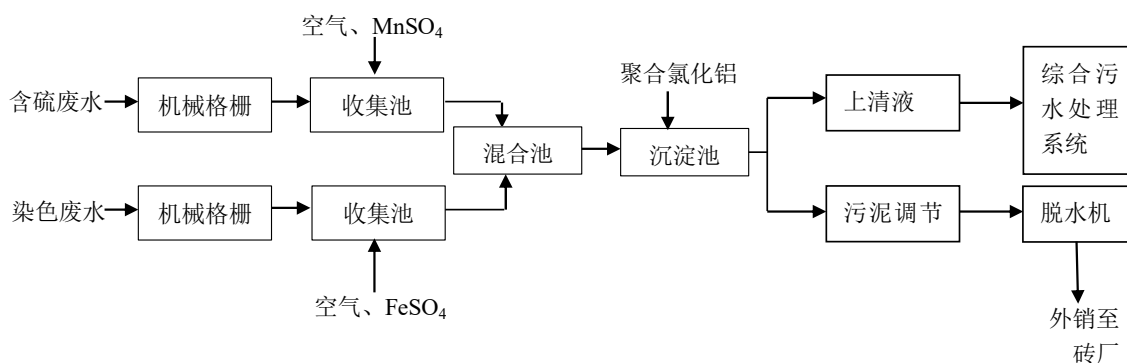 空气、MnSO₄
含硫废水
机械格栅
收集池
混合池
聚合氯化铝
沉淀池
上清液
综合污
水处理
系统
染色废水
机械格栅
收集池
空气、FeSO₄
污泥调节
脱水机
外销至
砖厂